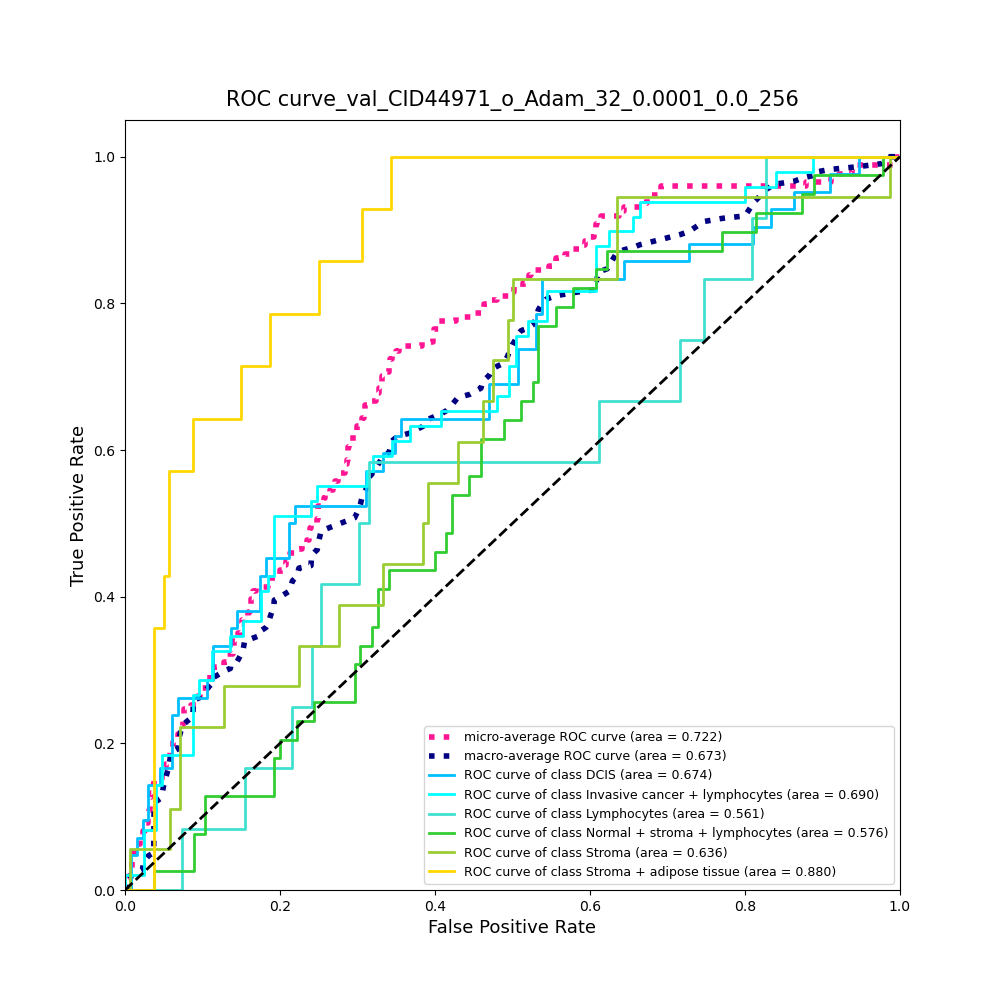 ROC curve_val_CID44971_o_Adam_32_0.0001_0.0_256
1.0
0.8
0.6
0.4
0.2
0.0
True Positive Rate
micro-average ROC curve (area = 0.722)
macro-average ROC curve (area = 0.673)
ROC curve of class DCIS (area = 0.674)
ROC curve of class Invasive cancer + lymphocytes (area = 0.690)
ROC curve of class Lymphocytes (area = 0.561)
ROC curve of class Normal + stroma + lymphocytes (area = 0.576)
ROC curve of class Stroma (area = 0.636)
ROC curve of class Stroma + adipose tissue (area = 0.880)
0.0 0.2 0.4 0.6 0.8 1.0
False Positive Rate